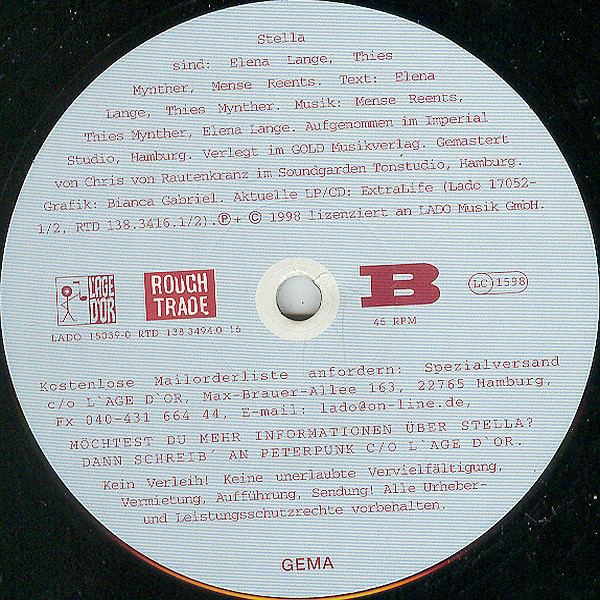 Stella
sind: Elena Lange, Thies
Mynther, Mense Reents. Text: Elena
Lange, Thies Mynther. Musik: Mense Reents,
Thies Mynther, Elena Lange. Aufgenommen im Imperial
Studio, Hamburg. Verlegt im GOLD Musikverlag. Gemastert
von Chris von Rautenkranz im Soundgarden Tonstudio, Hamburg.
Grafik: Bianca Gabriel. Aktuelle LP/CD: ExtraLife (Lado 17052-
1/2, RTD 138.3416.1/2).Ⓟ+ © 1998 lizenziert an LADO Musik GmbH.
L'AGE
D'OR
ROUGH
TRADE
B
LC 1598
LADO 15039-0 RTD 138.3494.0 16
45 RPM
Kostenlose Mailorderliste anfordern: Spezialversand
c/o L`AGE D`OR, Max-Brauer-Allee 163, 22765 Hamburg,
Fx 040-431 664 44, E-mail: lado@on-line.de,
MÖCHTEST DU MEHR INFORMATIONEN ÜBER STELLA?
DANN SCHREIB´ AN PETERPUNK C/O L`AGE D`OR.
Kein Verleih! Keine unerlaubte Vervielfältigung,
Vermietung, Aufführung, Sendung! Alle Urheber-
und Leistungsschutzrechte vorbehalten.
GEMA